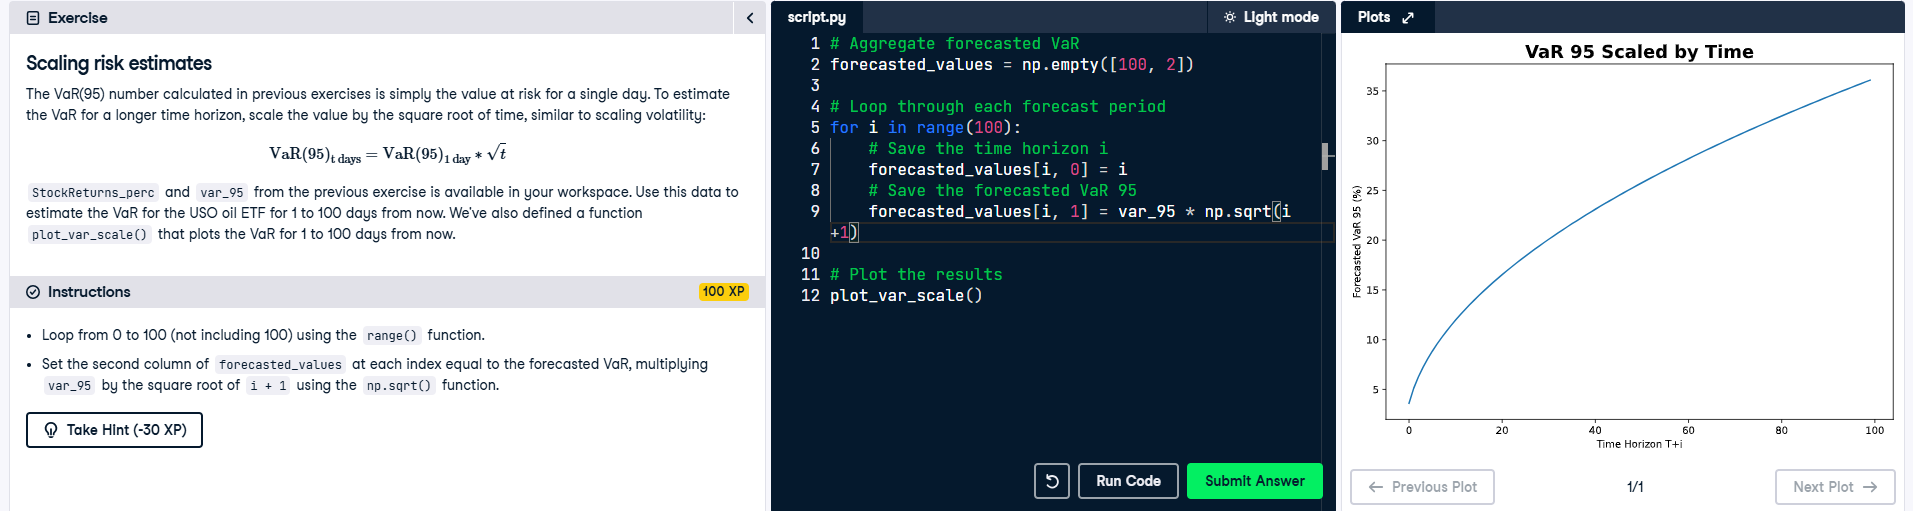 Exercise
Scaling risk estimates
The VaR(95) number calculated in previous exercises is simply the value at risk for a single day. To estimate
the VaR for a longer time horizon, scale the value by the square root of time, similar to scaling volatility:
VaR(95)t days = VaR(95)1 day ∗ √t
StockReturns_perc and var_95 from the previous exercise is available in your workspace. Use this data to
estimate the VaR for the USO oil ETF for 1 to 100 days from now. We've also defined a function
plot_var_scale() that plots the VaR for 1 to 100 days from now.
Instructions
100 XP
• Loop from 0 to 100 (not including 100) using the range() function.
• Set the second column of forecasted_values at each index equal to the forecasted VaR, multiplying
var_95 by the square root of i + 1 using the np.sqrt() function.
Take Hint (-30 XP)
script.py
Light mode
1 # Aggregate forecasted VaR
2 forecasted_values = np.empty([100, 2])
3
4 # Loop through each forecast period
5 for i in range(100):
6     # Save the time horizon i
7     forecasted_values[i, 0] = i
8     # Save the forecasted VaR 95
9     forecasted_values[i, 1] = var_95 * np.sqrt(i
+1)
10
11 # Plot the results
12 plot_var_scale()
Run Code
Submit Answer
Plots
VaR 95 Scaled by Time
Forecasted VaR 95 (%)
35
30
25
20
15
10
5
0 20 40 60 80 100
Time Horizon T+i
← Previous Plot
1/1
Next Plot →